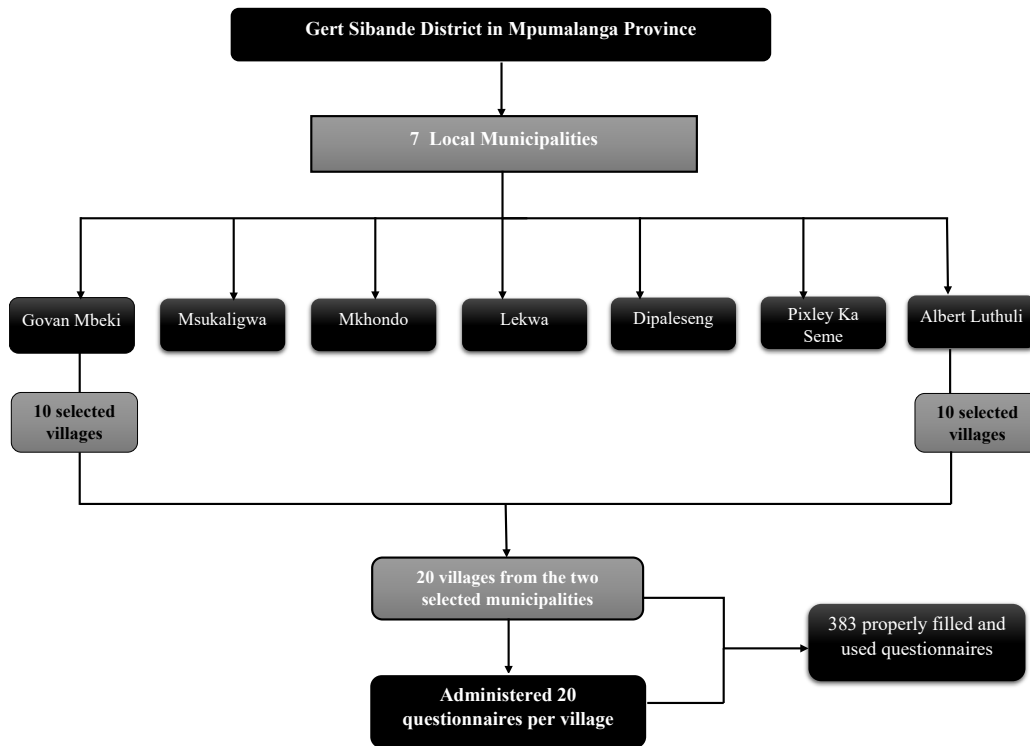 Gert Sibande District in Mpumalanga Province
7 Local Municipalities
Govan Mbeki
Msukaligwa
Mkhondo
Lekwa
Dipaleseng
Pixley Ka
Seme
Albert Luthuli
10 selected
villages
10 selected
villages
20 villages from the two
selected municipalities
383 properly filled and
used questionnaires
Administered 20
questionnaires per village